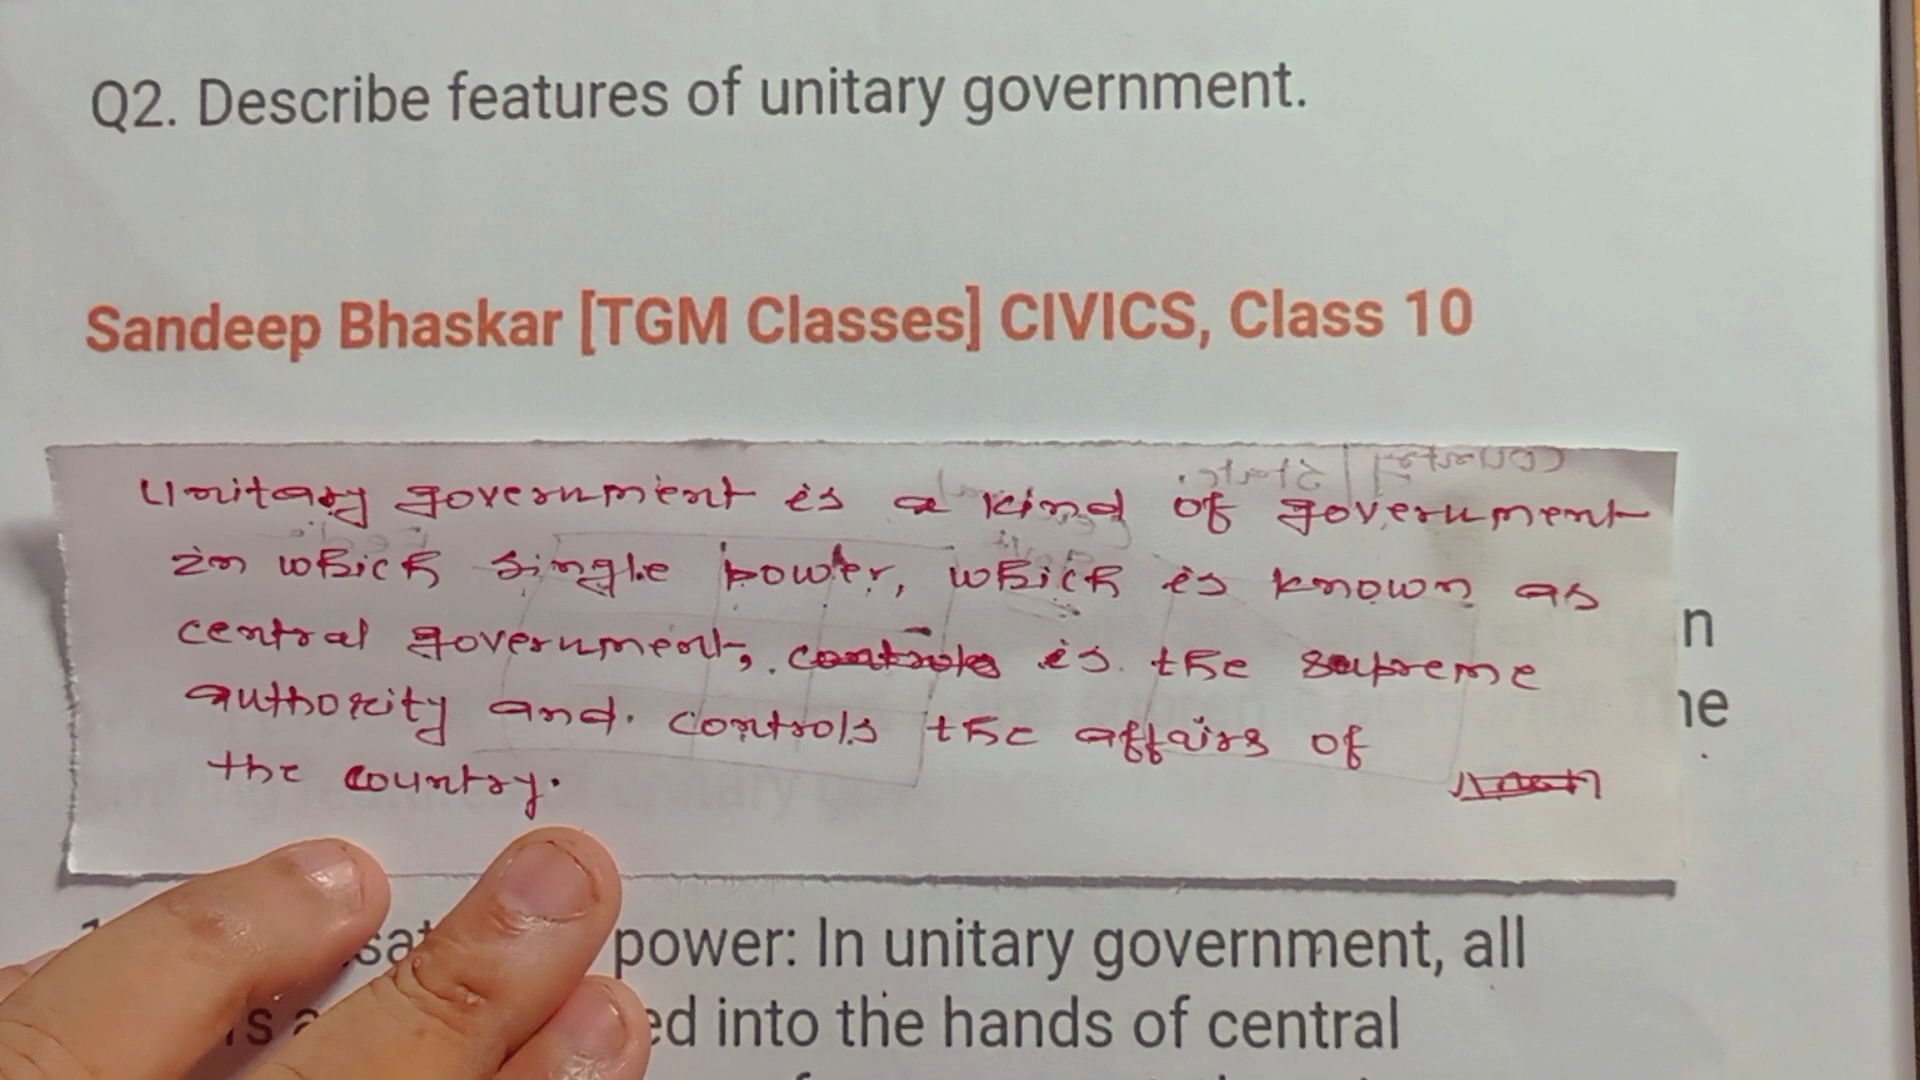 Q2. Describe features of unitary government.
Sandeep Bhaskar [TGM Classes] CIVICS, Class 10
Unitary government is a kind of government
in which single power, which is known as
central government, controls is the supreme
authority and controls the affairs of
the country.
n
he
power: In unitary government, all
ed into the hands of central